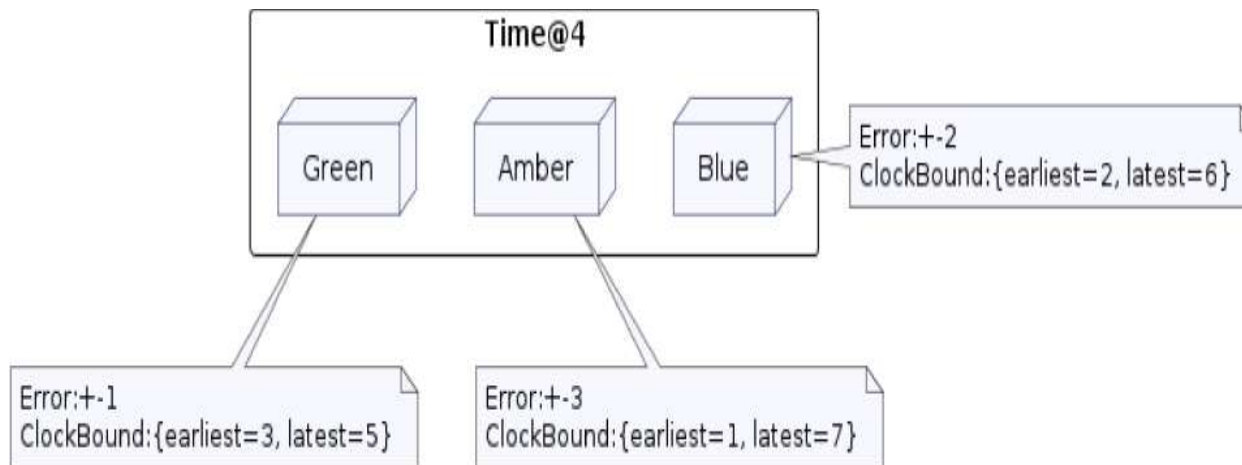 Time@4
Green
Amber
Blue
Error:+-2
ClockBound:{earliest=2, latest=6}
Error:+-1
ClockBound:{earliest=3, latest=5}
Error:+-3
ClockBound:{earliest=1, latest=7}